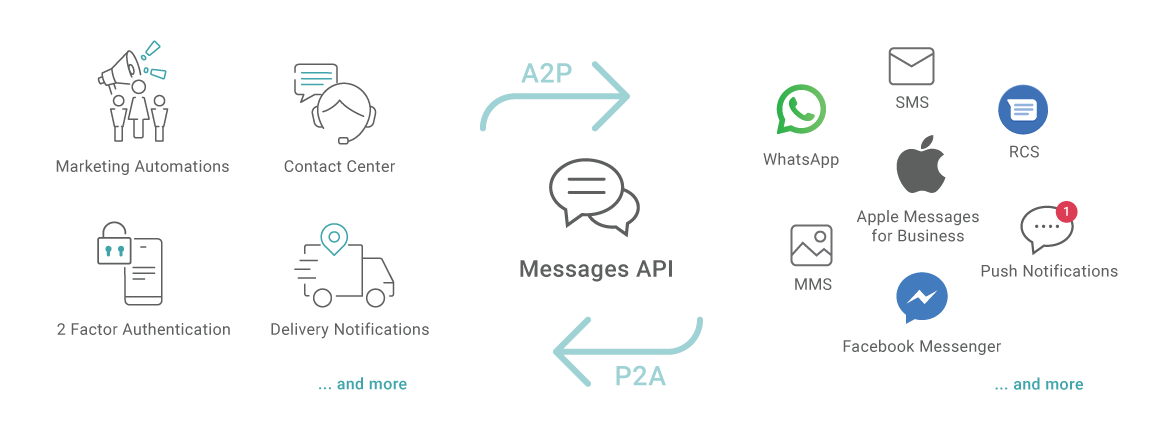 Marketing Automations
Contact Center
2 Factor Authentication
Delivery Notifications
... and more
A2P
Messages API
P2A
SMS
WhatsApp
RCS
Apple Messages
for Business
MMS
1
Push Notifications
Facebook Messenger
... and more